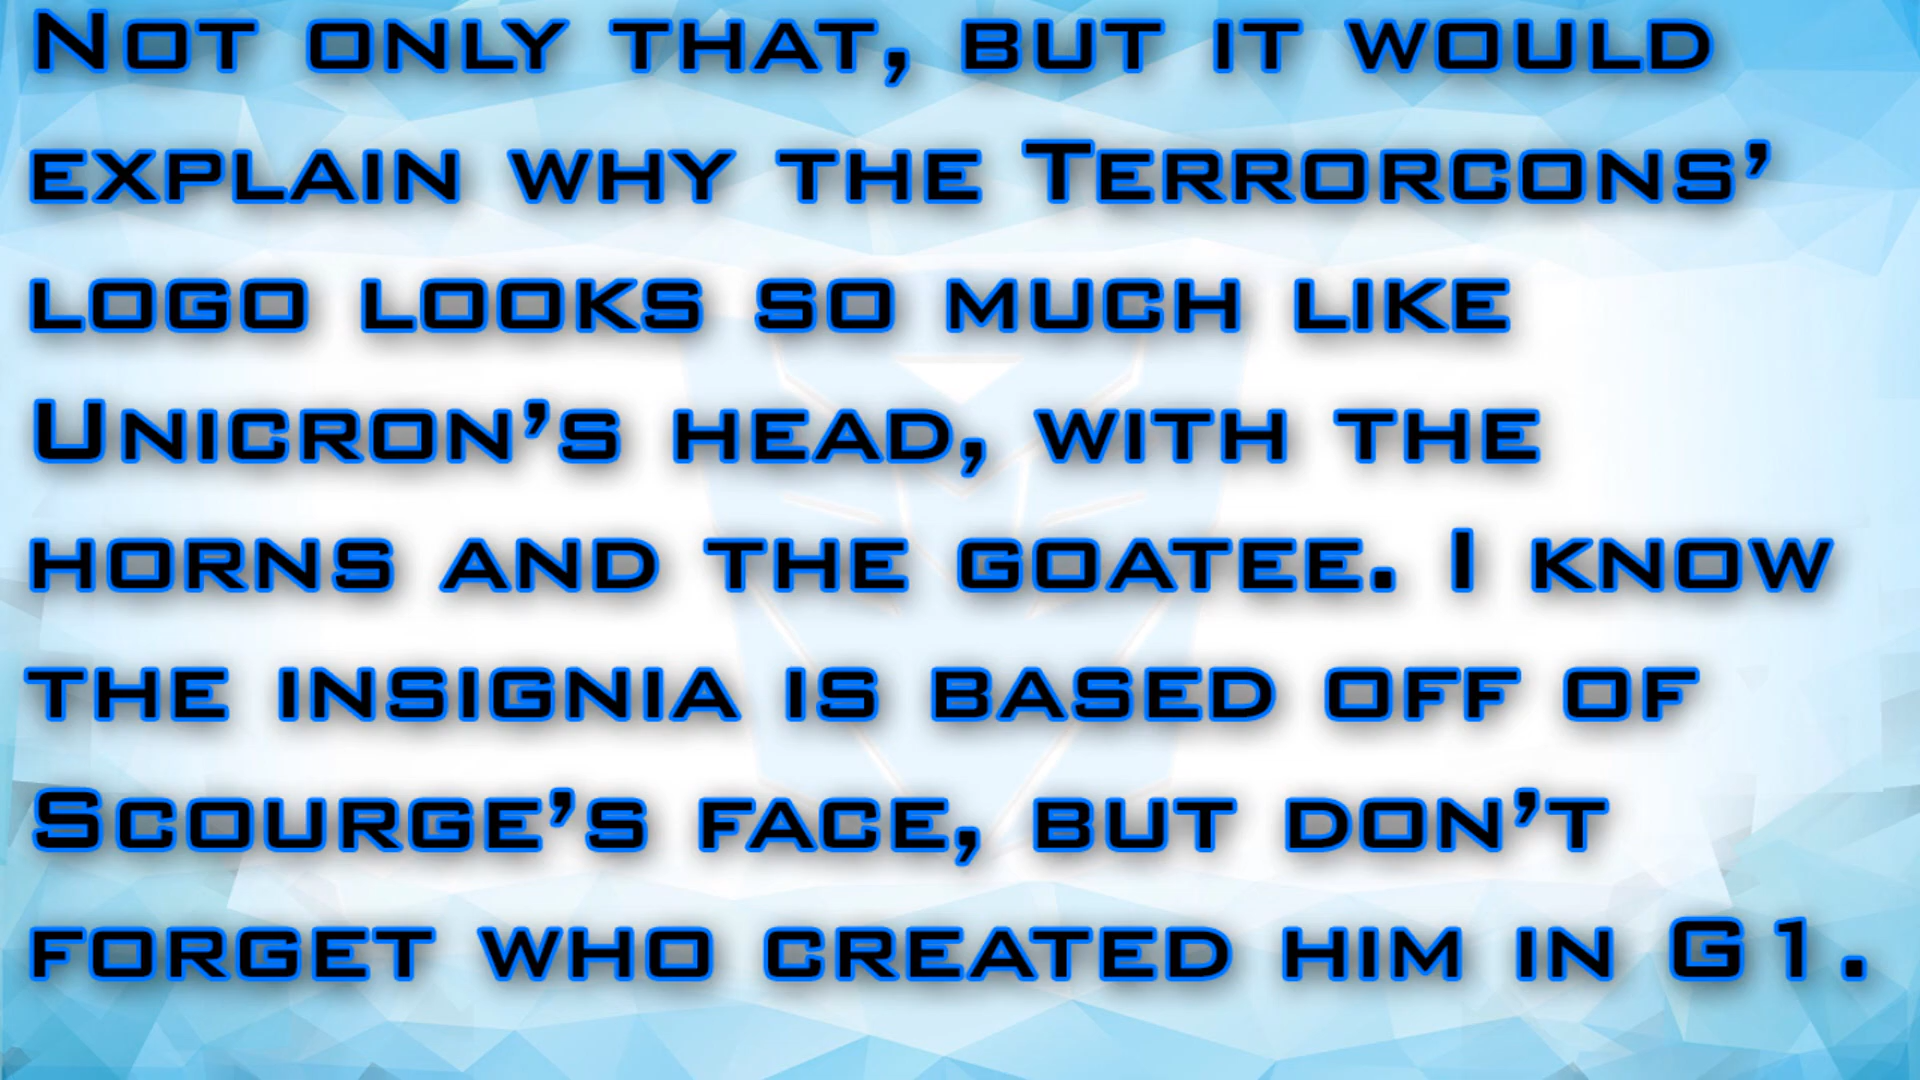 Not only that, but it would
explain why the Terrorcons’
logo looks so much like
Unicron’s head, with the
horns and the goatee. I know
the insignia is based off of
Scourge’s face, but don’t
forget who created him in G1.